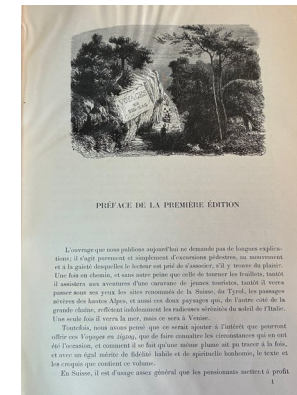 VOYAGES
EN
ZIGZAG
PRÉFACE DE LA PREMIÈRE ÉDITION
L'ouvrage que nous publions aujourd'hui ne demande pas de longues explica-
tions; il s'agit purement et simplement d'excursions pédestres, au mouvement
et à la gaieté desquelles le lecteur est prié de s'associer, s'il y trouve du plaisir.
Une fois en chemin, et sans autre peine que celle de tourner les feuillets, tantôt
il assistera aux aventures d'une caravane de jeunes touristes, tantôt il verra
passer sous ses yeux les sites renommés de la Suisse, du Tyrol, les passages
sévères des hautes Alpes, et aussi ces doux paysages qui, de l'autre côté de la
grande chaîne, reflètent indolemment les radieuses sérénités du soleil de l'Italie.
Une seule fois il verra la mer, mais ce sera à Venise.
Toutefois, nous avons pensé que ce serait ajouter à l'intérêt que pourront
offrir ces Voyages en zigzag, que de faire connaître les circonstances qui en ont
été l'occasion, et comment il se fait qu'une même plume ait pu tracer à la fois,
et avec un égal mérite de fidélité habile et de spirituelle bonhomie, le texte et
les croquis que contient ce volume.
En Suisse, il est d'usage assez général que les pensionnats mettent à profit
1